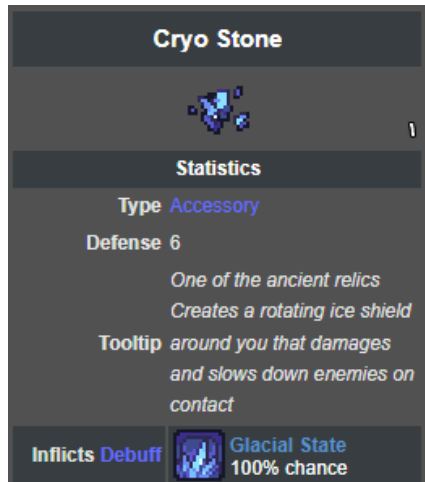 Cryo Stone
1
Statistics
Type Accessory
Defense 6
One of the ancient relics
Creates a rotating ice shield
Tooltip around you that damages
and slows down enemies on
contact
Inflicts Debuff Glacial State
100% chance